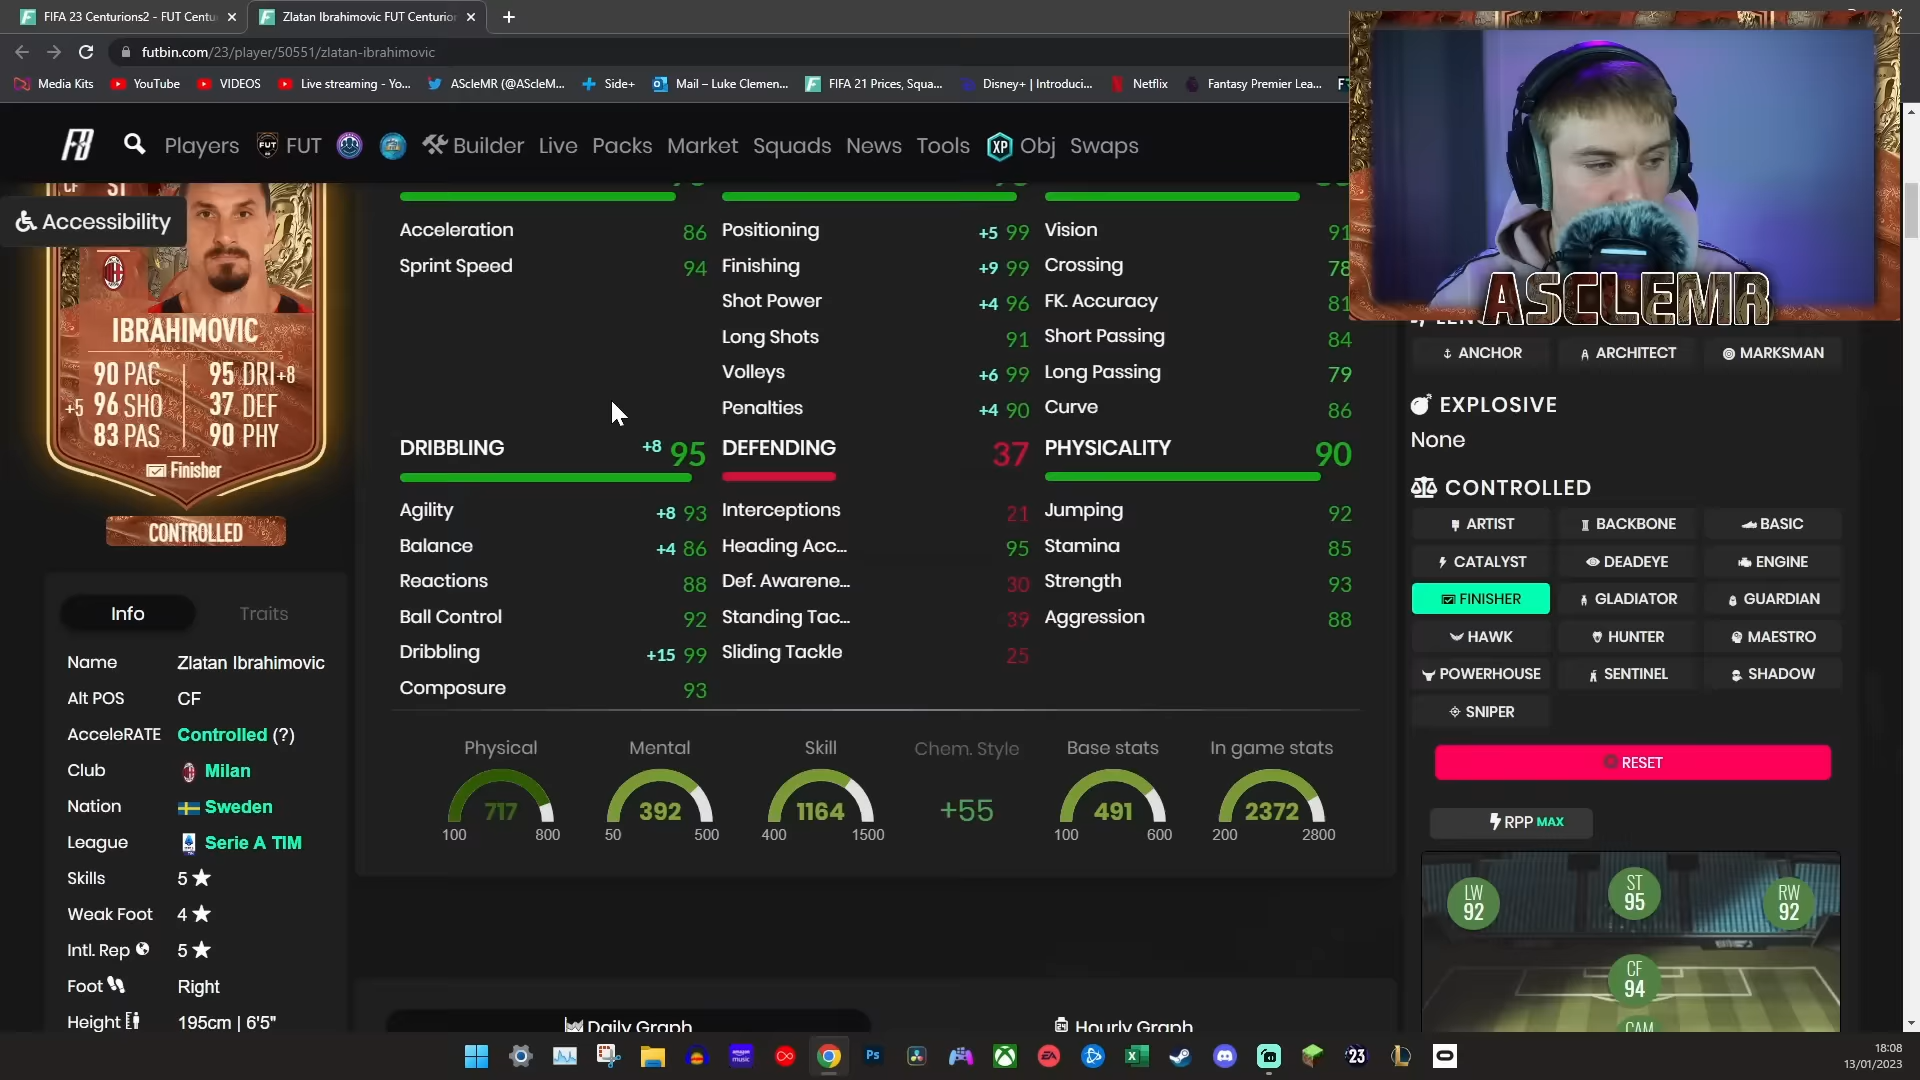 FIFA 23 Centurions2 - FUT Centu
Zlatan Ibrahimovic FUT Centurion
futbin.com/23/player/50551/zlatan-ibrahimovic
Media Kits YouTube VIDEOS Live streaming - Yo... AScleMR (@AScleM... Side+ Mail – Luke Clemen... FIFA 21 Prices, Squa... Disney+ | Introduci... Netflix Fantasy Premier Lea...
Players FUT Builder Live Packs Market Squads News Tools XP Obj Swaps
CF ST
Accessibility
IBRAHIMOVIC
90 PAC 95 DRI+8
+5 96 SHO 37 DEF
83 PAS 90 PHY
Finisher
CONTROLLED
Info Traits
Name Zlatan Ibrahimovic
Alt POS CF
AcceleRATE Controlled (?)
Club Milan
Nation Sweden
League Serie A TIM
Skills 5
Weak Foot 4
Intl. Rep 5
Foot Right
Height 195cm | 6'5"
Acceleration 86
Sprint Speed 94
Positioning +5 99
Finishing +9 99
Shot Power +4 96
Long Shots 91
Volleys +6 99
Penalties +4 90
Vision 91
Crossing 78
FK. Accuracy 81
Short Passing 84
Long Passing 79
Curve 86
DRIBBLING +8 95
Agility +8 93
Balance +4 86
Reactions 88
Ball Control 92
Dribbling +15 99
Composure 93
DEFENDING 37
Interceptions 21
Heading Acc... 95
Def. Awarene... 30
Standing Tac... 39
Sliding Tackle 25
PHYSICALITY 90
Jumping 92
Stamina 85
Strength 93
Aggression 88
Physical Mental Skill Chem. Style Base stats In game stats
717 392 1164 +55 491 2372
100 800 50 500 400 1500 100 600 200 2800
Daily Graph Hourly Graph
ASCLEMR
ANCHOR ARCHITECT MARKSMAN
EXPLOSIVE
None
CONTROLLED
ARTIST BACKBONE BASIC
CATALYST DEADEYE ENGINE
FINISHER GLADIATOR GUARDIAN
HAWK HUNTER MAESTRO
POWERHOUSE SENTINEL SHADOW
SNIPER
RESET
RPP MAX
LW 92
ST 95
RW 92
CF 94
CAM
18:08
13/01/2023